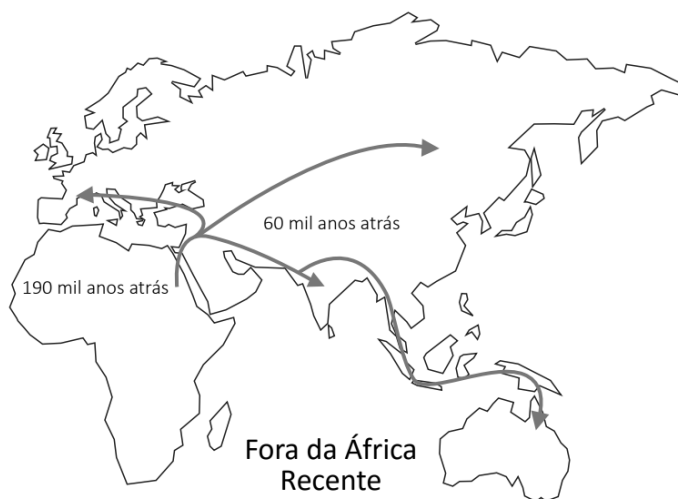 60 mil anos atrás
190 mil anos atrás
Fora da África
Recente